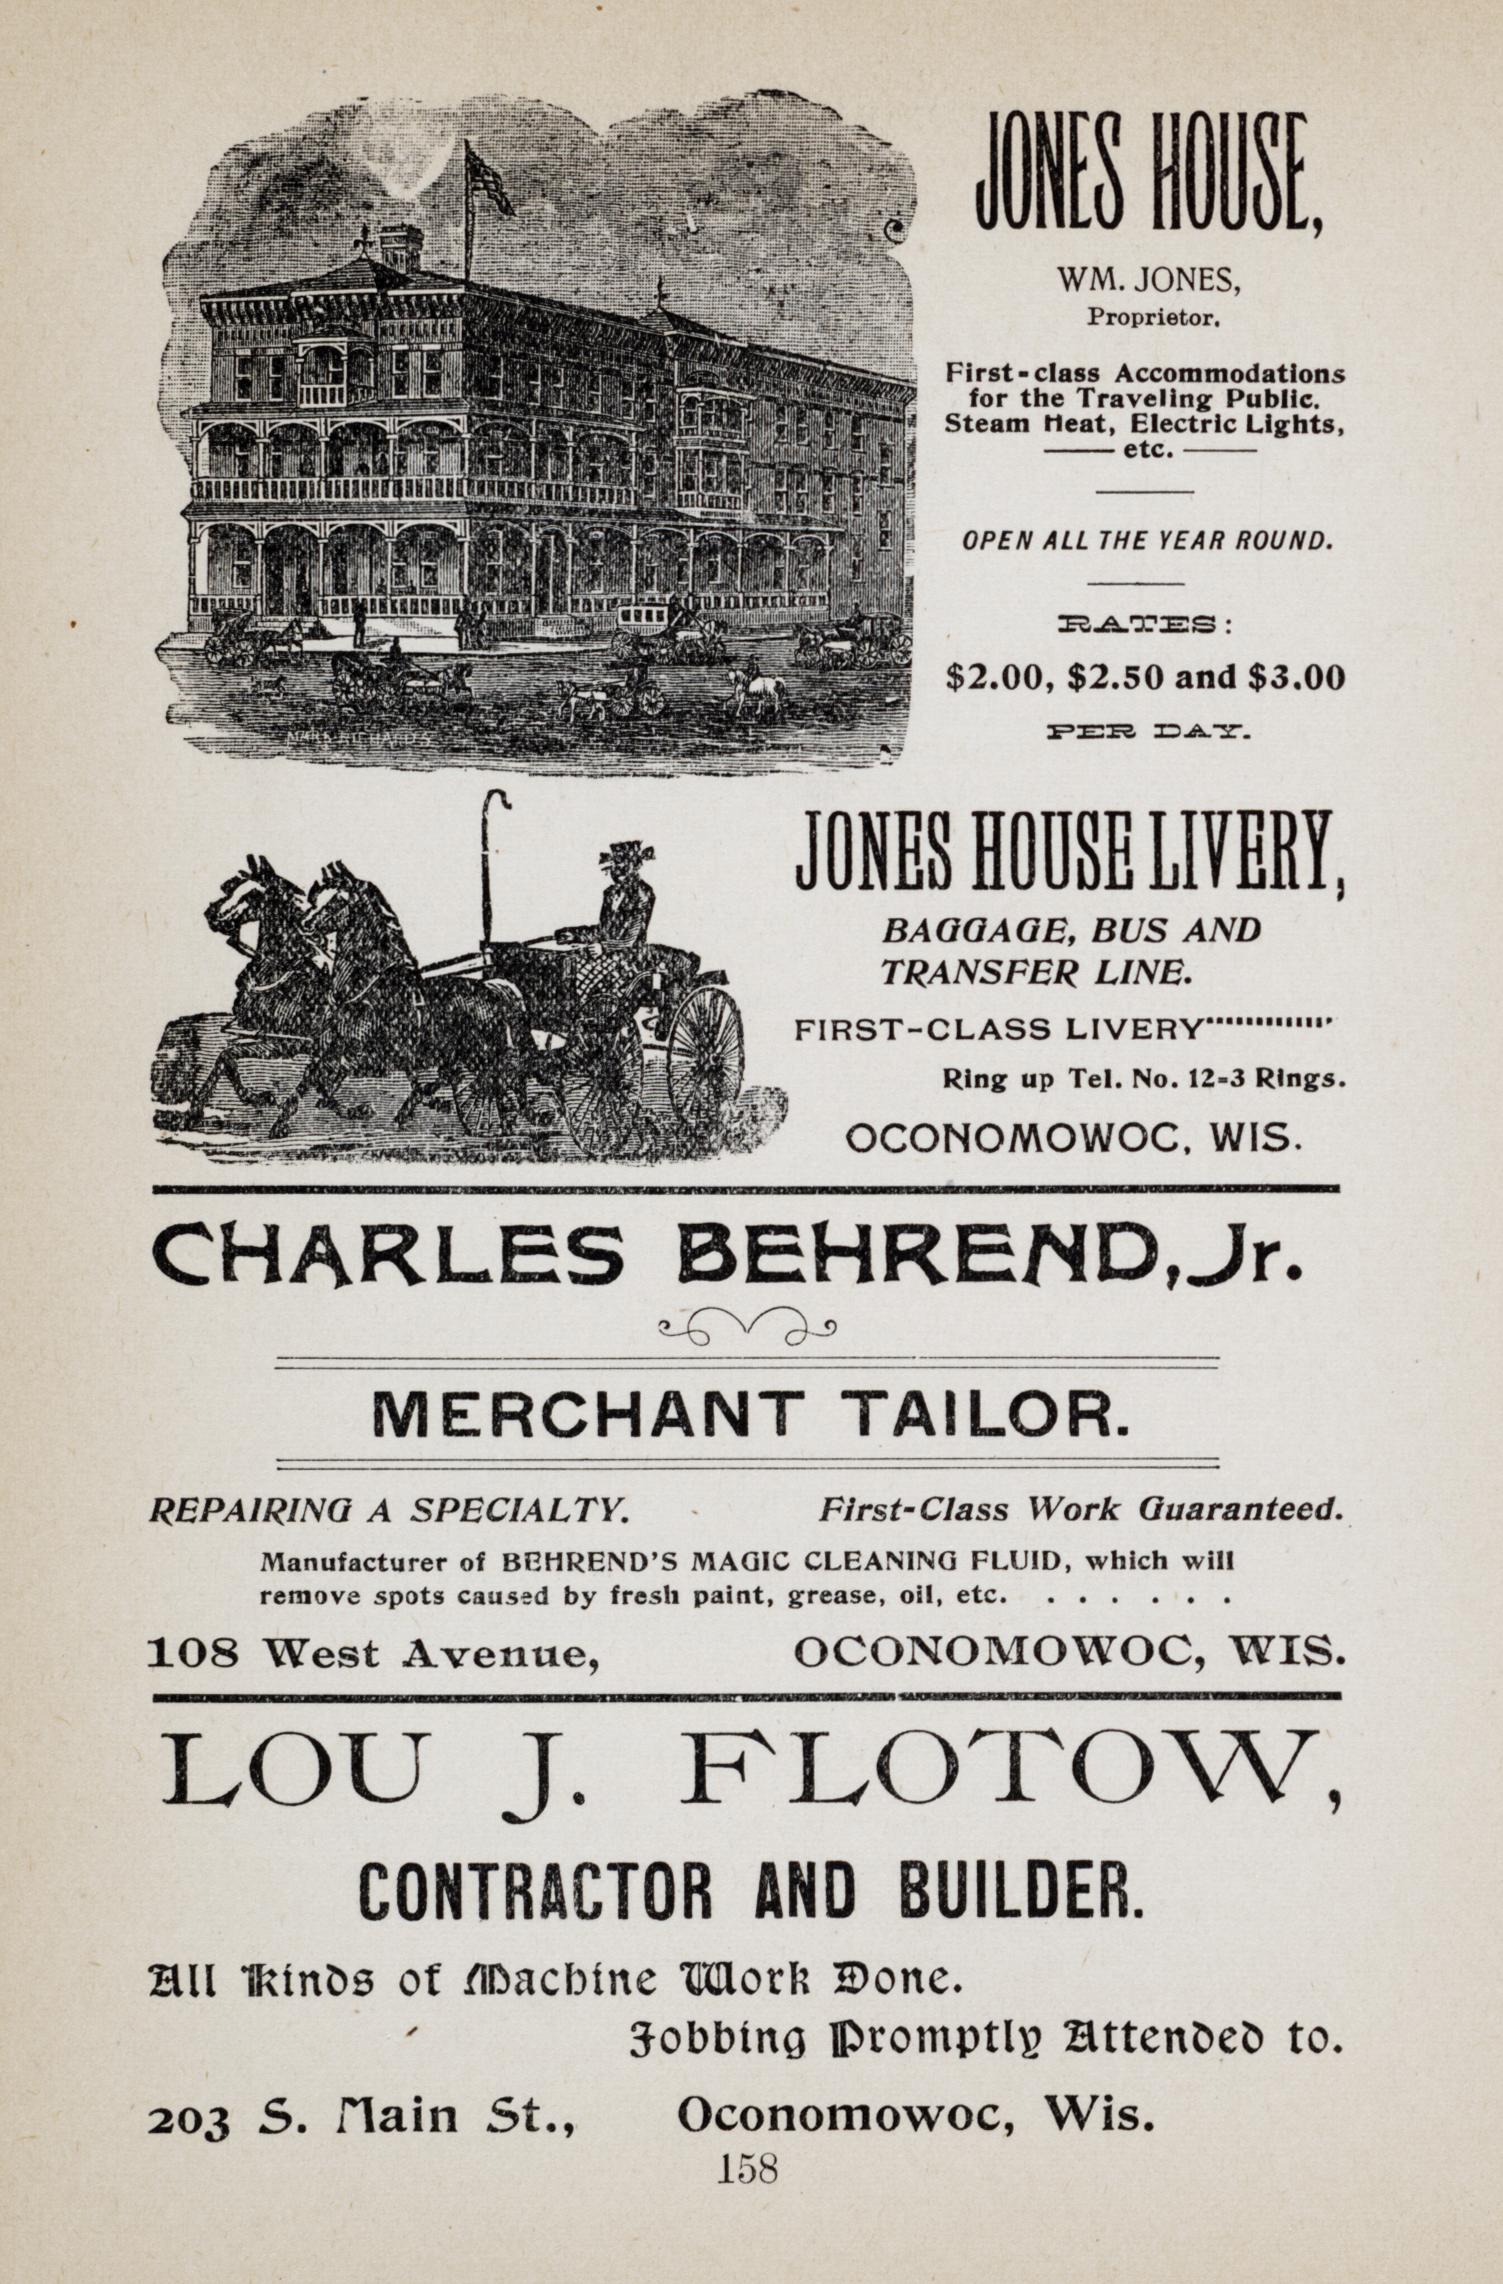 JONES HOUSE,
WM. JONES,
Proprietor.
First-class Accommodations
for the Traveling Public.
Steam Heat, Electric Lights,
etc.
OPEN ALL THE YEAR ROUND.
RATES:
$2.00, $2.50 and $3.00
PER DAY.
JONES HOUSE LIVERY,
BAGGAGE, BUS AND
TRANSFER LINE.
FIRST-CLASS LIVERY
Ring up Tel. No. 12-3 Rings.
OCONOMOWOC, WIS.
CHARLES BEHREND, Jr.
MERCHANT TAILOR.
REPAIRING A SPECIALTY. First-Class Work Guaranteed.
Manufacturer of BEHREND'S MAGIC CLEANING FLUID, which will
remove spots caused by fresh paint, grease, oil, etc. . . . . . .
108 West Avenue, OCONOMOWOC, WIS.
LOU J. FLOTOW,
CONTRACTOR AND BUILDER.
All Kinds of Machine Work Done.
Jobbing Promptly Attended to.
203 S. Main St., Oconomowoc, Wis.
158